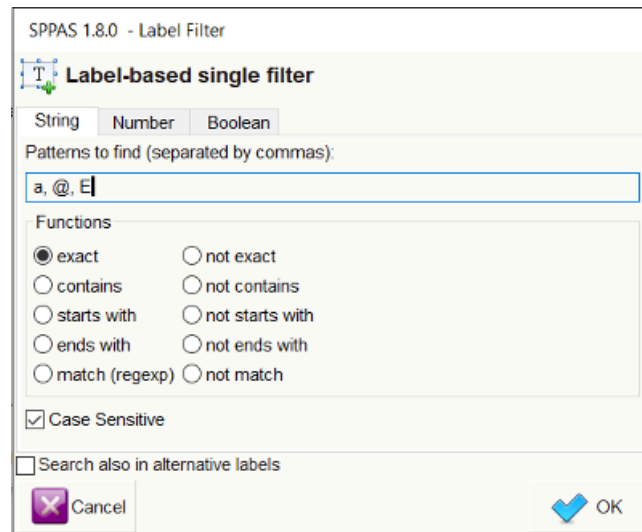 SPPAS 1.8.0 - Label Filter
T Label-based single filter
String Number Boolean
Patterns to find (separated by commas):
a, @, E
Functions
exact not exact
contains not contains
starts with not starts with
ends with not ends with
match (regexp) not match
Case Sensitive
Search also in alternative labels
Cancel OK